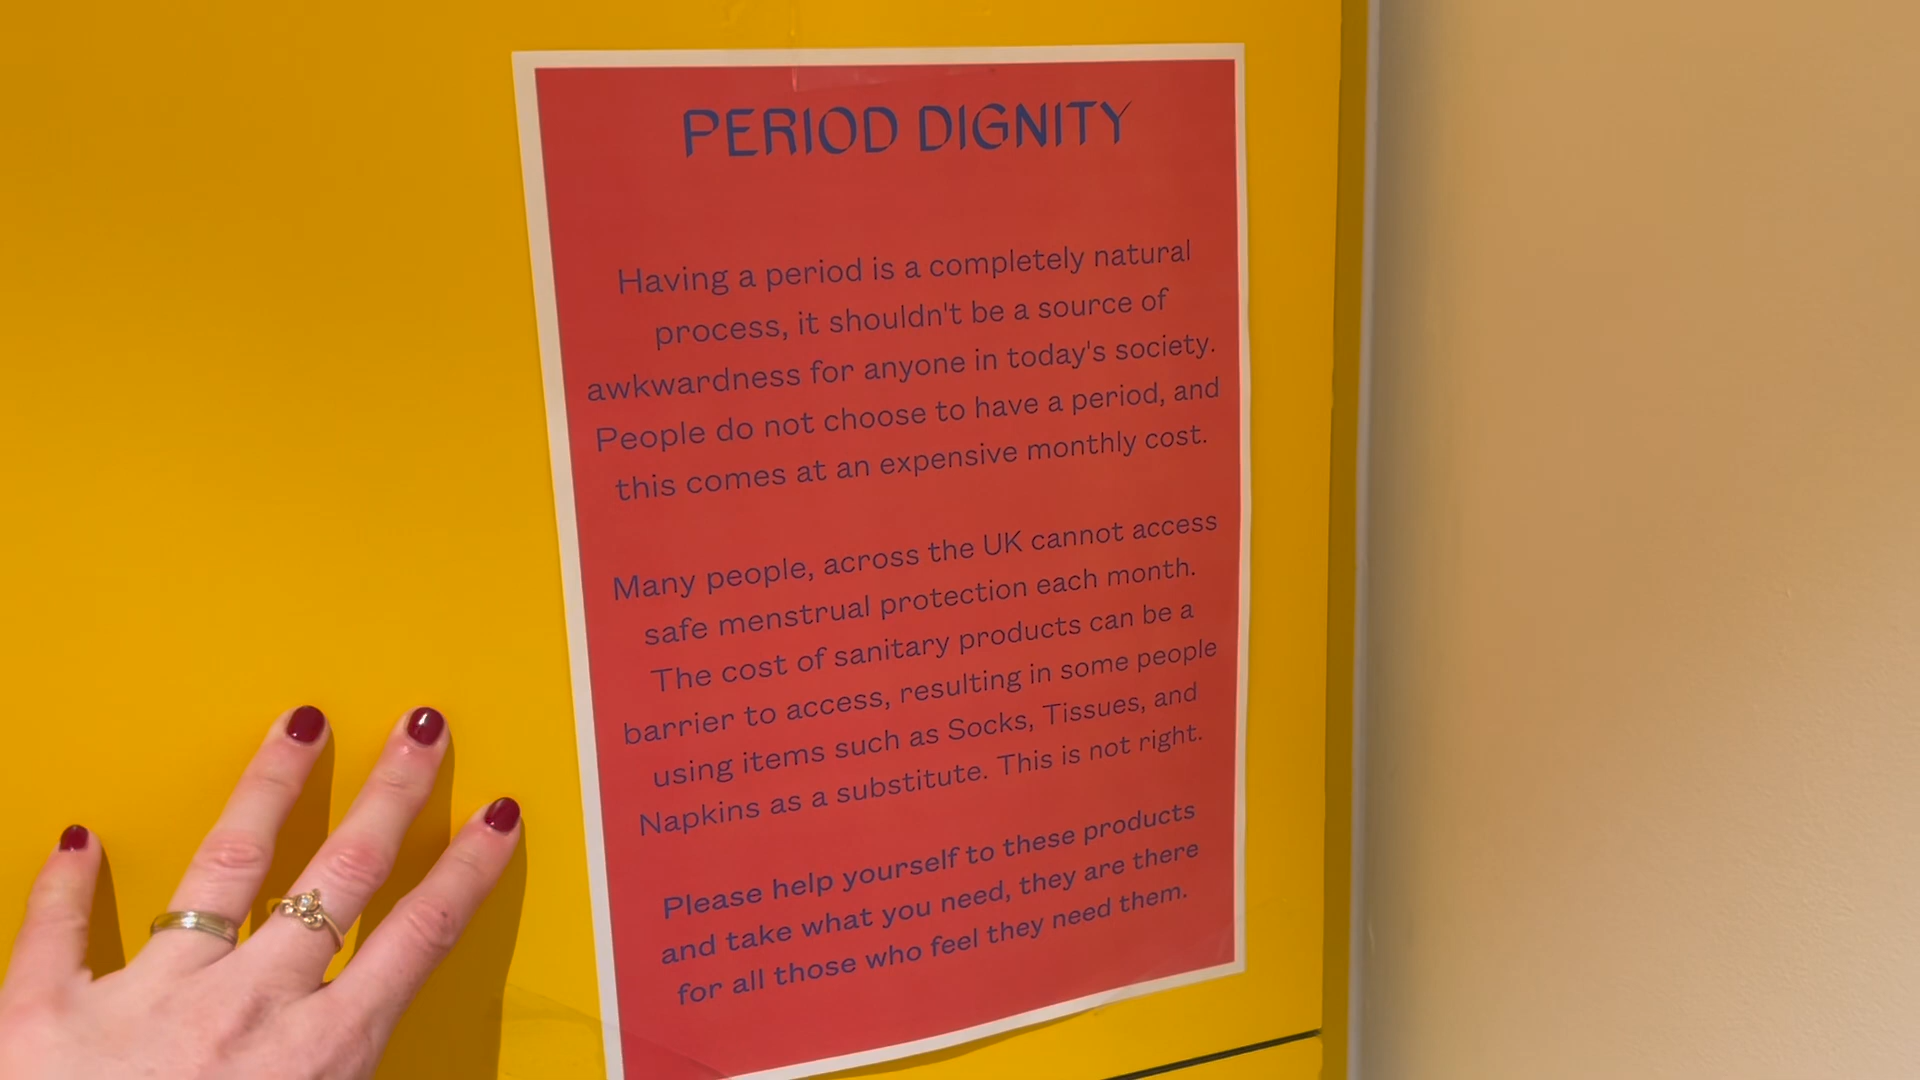 PERIOD DIGNITY
Having a period is a completely natural
process, it shouldn't be a source of
awkwardness for anyone in today's society.
People do not choose to have a period, and
this comes at an expensive monthly cost.
Many people, across the UK cannot access
safe menstrual protection each month.
The cost of sanitary products can be a
barrier to access, resulting in some people
using items such as Socks, Tissues, and
Napkins as a substitute. This is not right.
Please help yourself to these products
and take what you need, they are there
for all those who feel they need them.